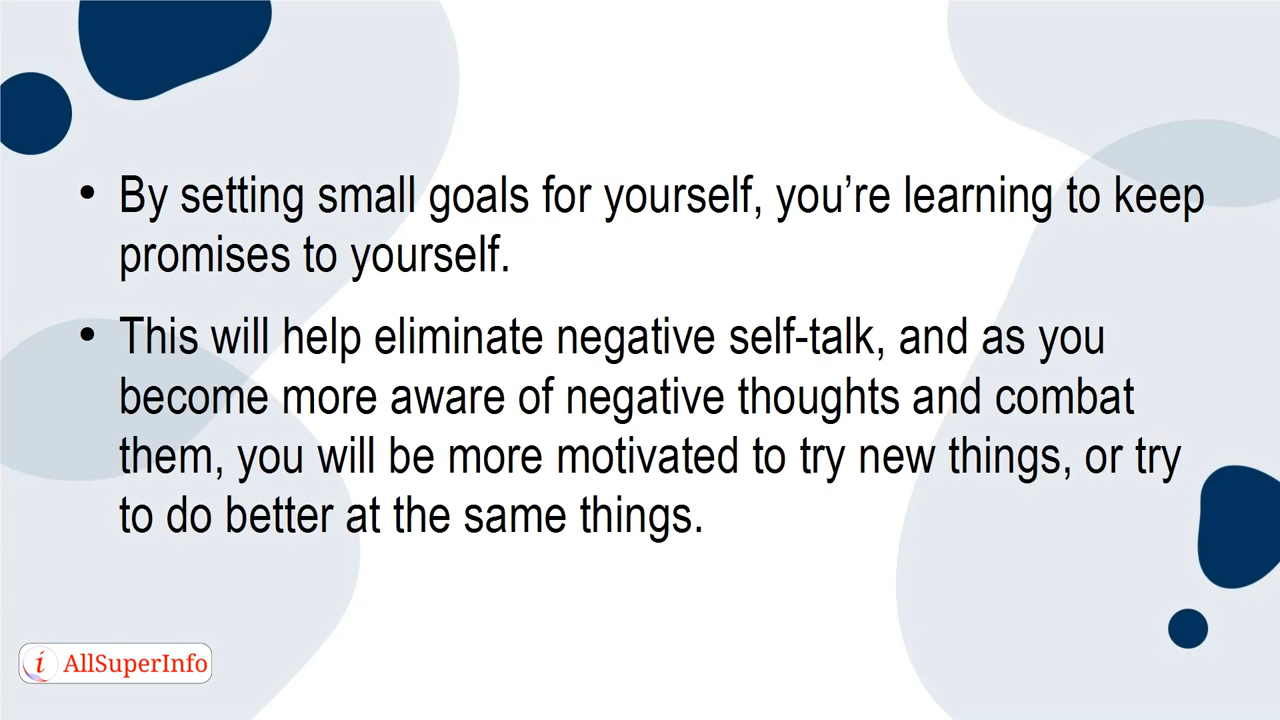 • By setting small goals for yourself, you’re learning to keep
promises to yourself.
• This will help eliminate negative self-talk, and as you
become more aware of negative thoughts and combat
them, you will be more motivated to try new things, or try
to do better at the same things.
i AllSuperInfo